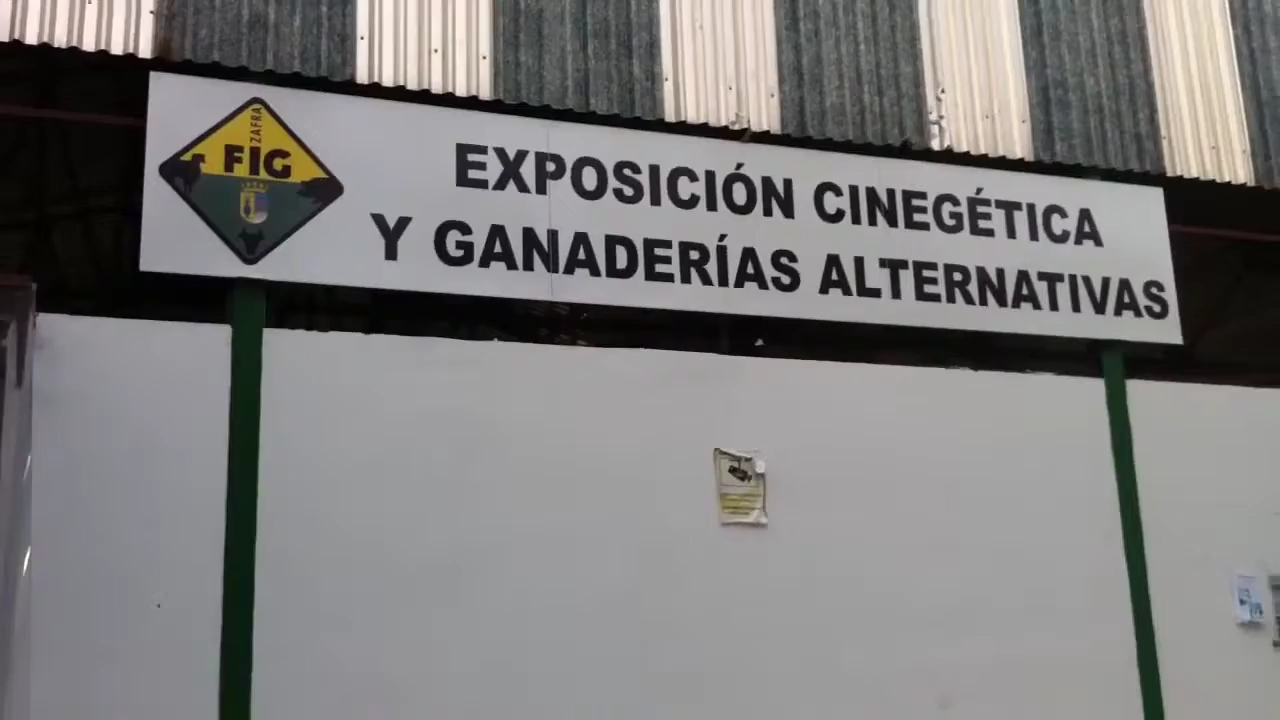 ZAFRA
FIG
EXPOSICIÓN CINEGÉTICA
Y GANADERÍAS ALTERNATIVAS